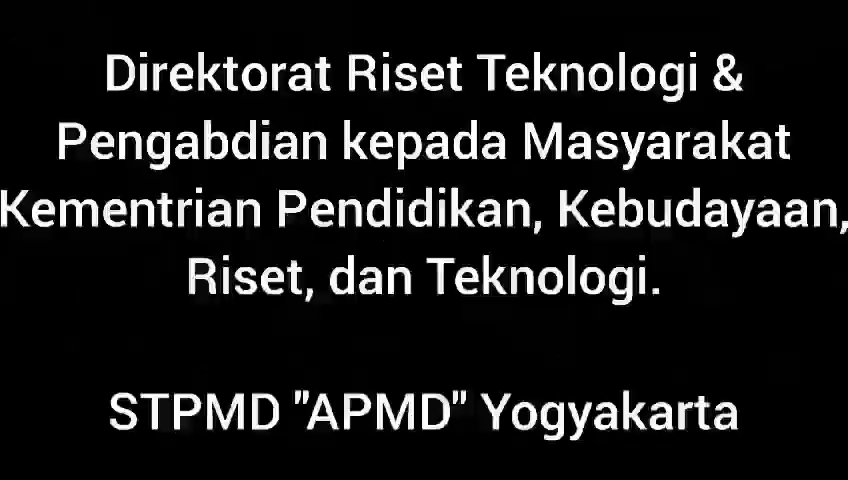 Direktorat Riset Teknologi &
Pengabdian kepada Masyarakat
Kementrian Pendidikan, Kebudayaan,
Riset, dan Teknologi.
STPMD "APMD" Yogyakarta